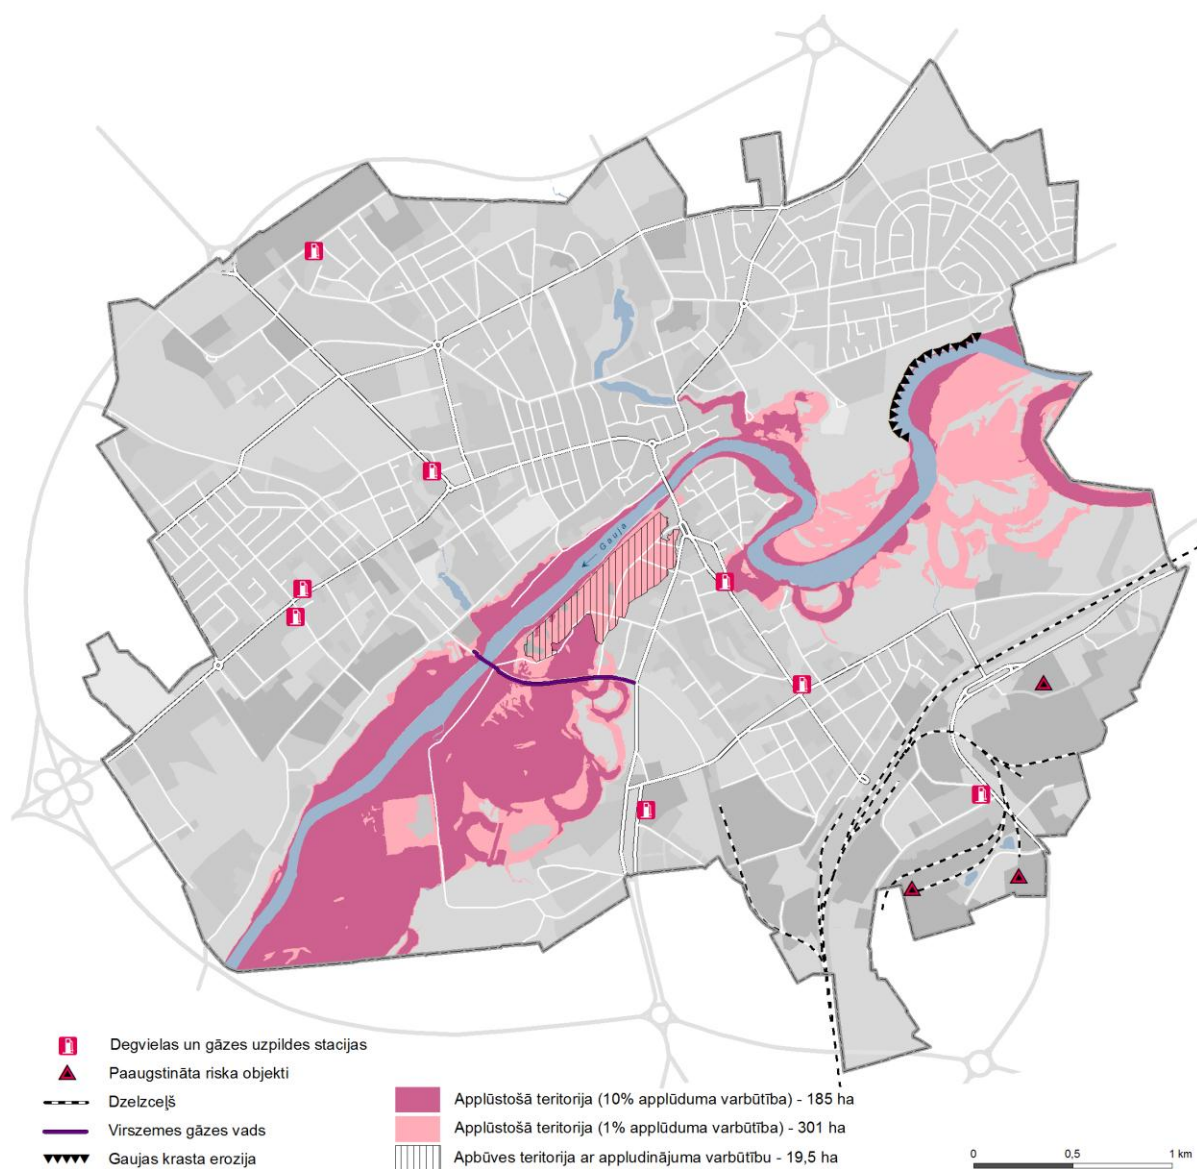 ← Gauja
Degvielas un gāzes uzpildes stacijas
Paaugstināta riska objekti
Dzelzceļš
Virszemes gāzes vads
Gaujas krasta erozija
Applūstošā teritorija (10% applūduma varbūtība) - 185 ha
Applūstošā teritorija (1% applūduma varbūtība) - 301 ha
Apbūves teritorija ar appludinājuma varbūtību - 19,5 ha
0 0,5 1 km